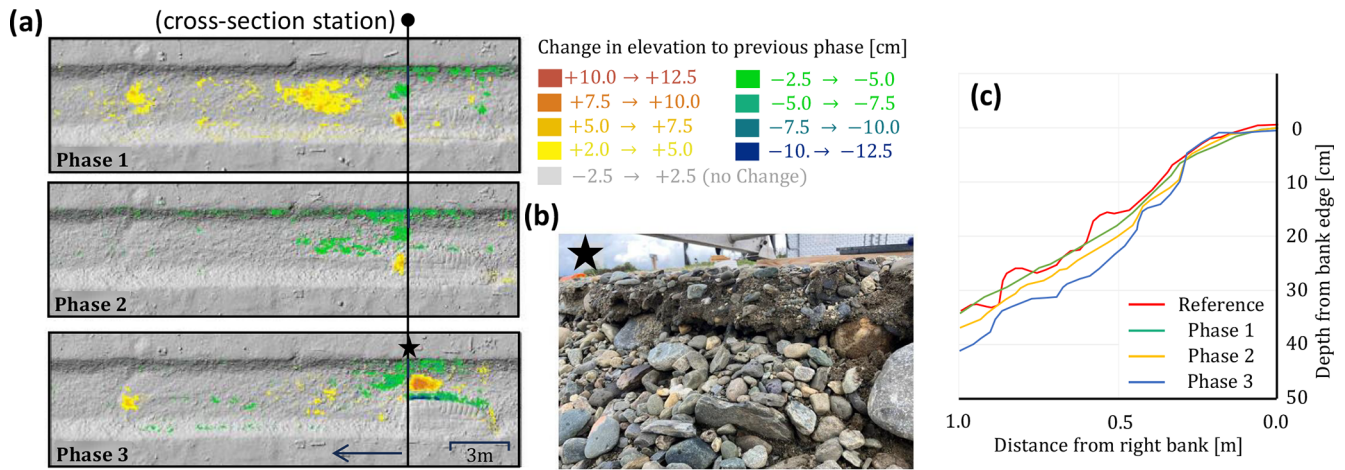 (a)
(cross-section station)
Phase 1
Phase 2
Phase 3
3m
Change in elevation to previous phase [cm]
+10.0 → +12.5
+7.5 → +10.0
+5.0 → +7.5
+2.0 → +5.0
−2.5 → +2.5 (no Change)
−2.5 → −5.0
−5.0 → −7.5
−7.5 → −10.0
−10. → −12.5
(b)
(c)
Reference
Phase 1
Phase 2
Phase 3
0
10
20
30
40
50
Depth from bank edge [cm]
1.0 0.5 0.0
Distance from right bank [m]